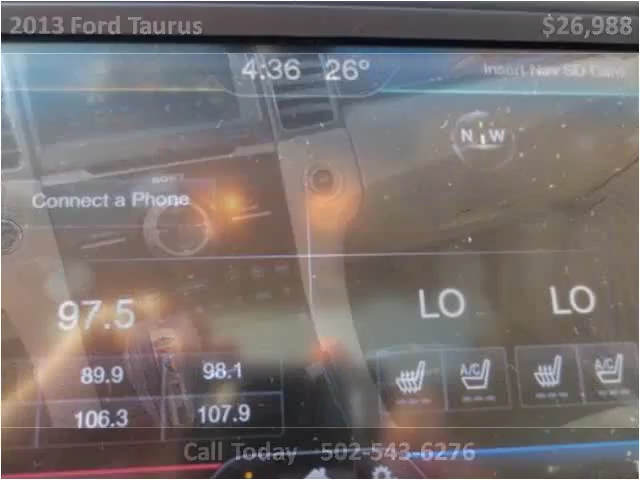 2013 Ford Taurus $26,988
4:36 26° Insert Nav SD Card
N W
SONY
Connect a Phone
97.5 LO LO
89.9 98.1 A/C A/C
106.3 107.9
Call Today 502-543-6276